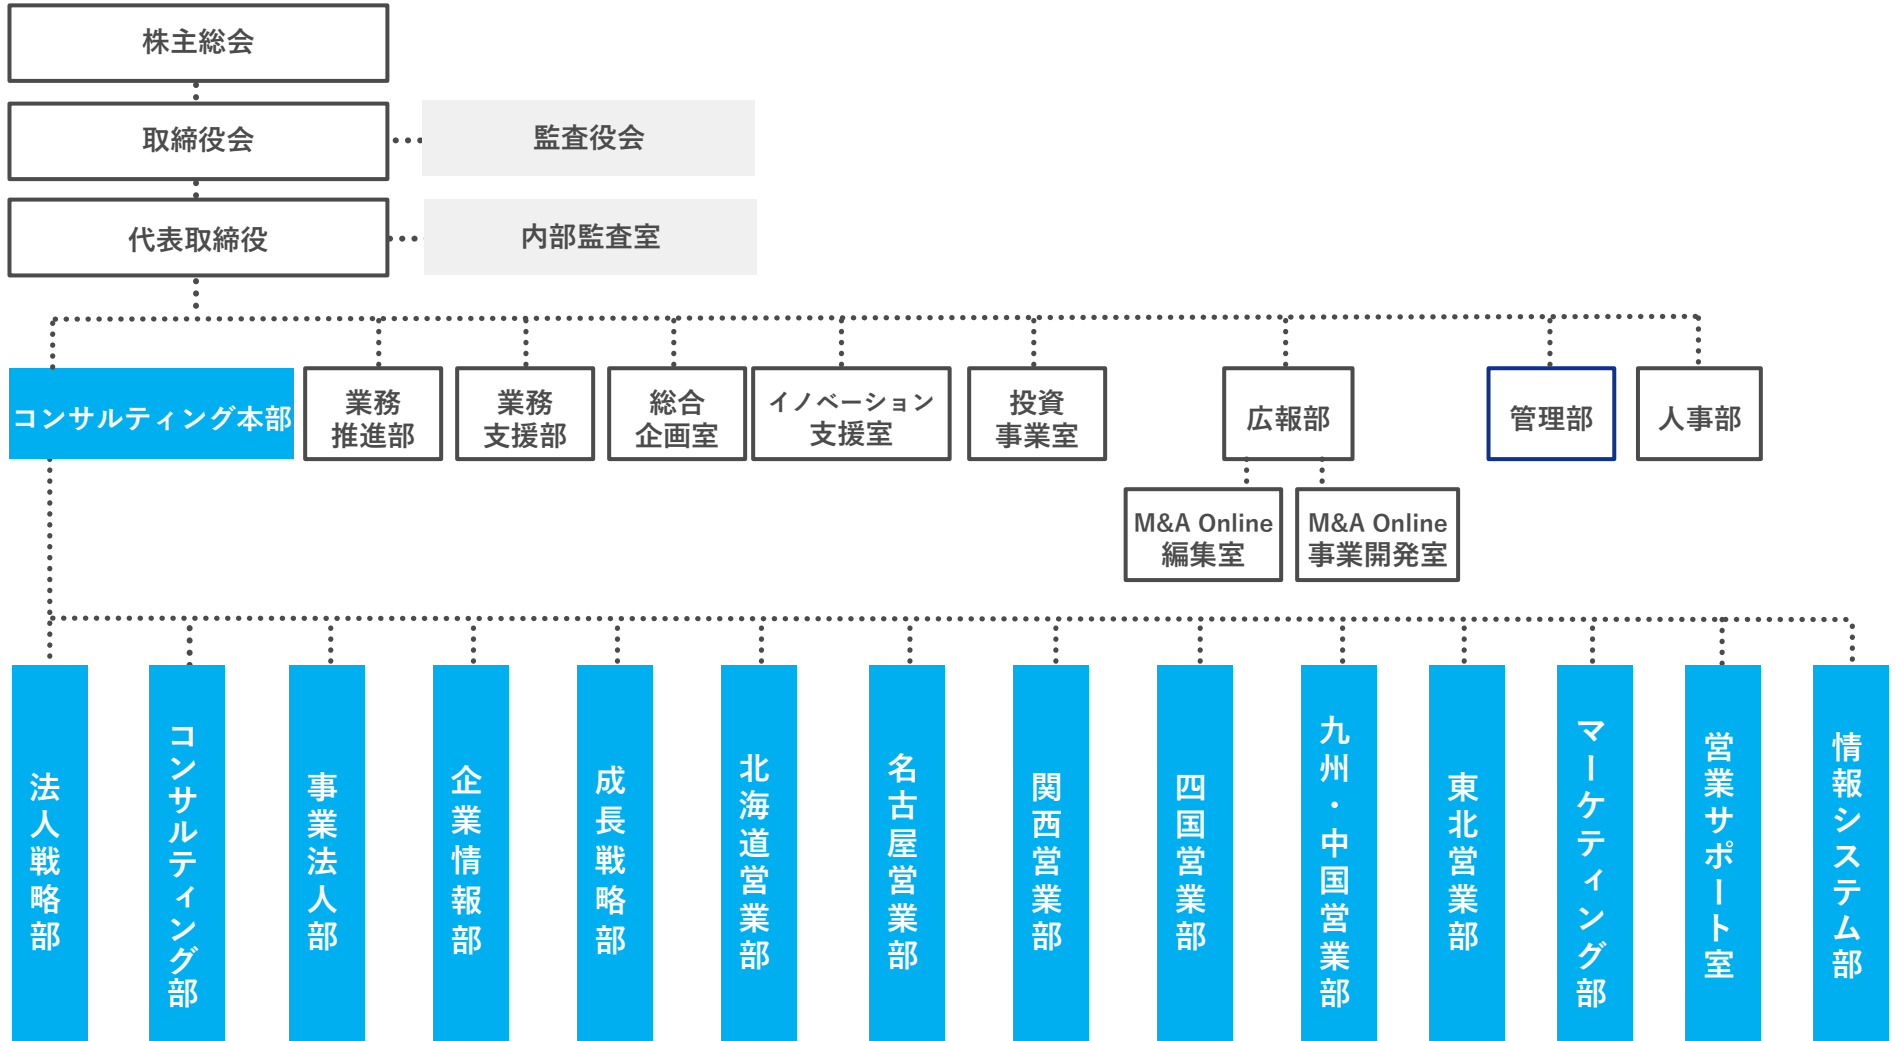 株主総会
取締役会
監査役会
代表取締役
内部監査室
コンサルティング本部
業務
推進部
業務
支援部
総合
企画室
イノベーション
支援室
投資
事業室
広報部
管理部
人事部
M&A Online
編集室
M&A Online
事業開発室
法人戦略部
コンサルティング部
事業法人部
企業情報部
成長戦略部
北海道営業部
名古屋営業部
関西営業部
四国営業部
九州・中国営業部
東北営業部
マーケティング部
営業サポート室
情報システム部